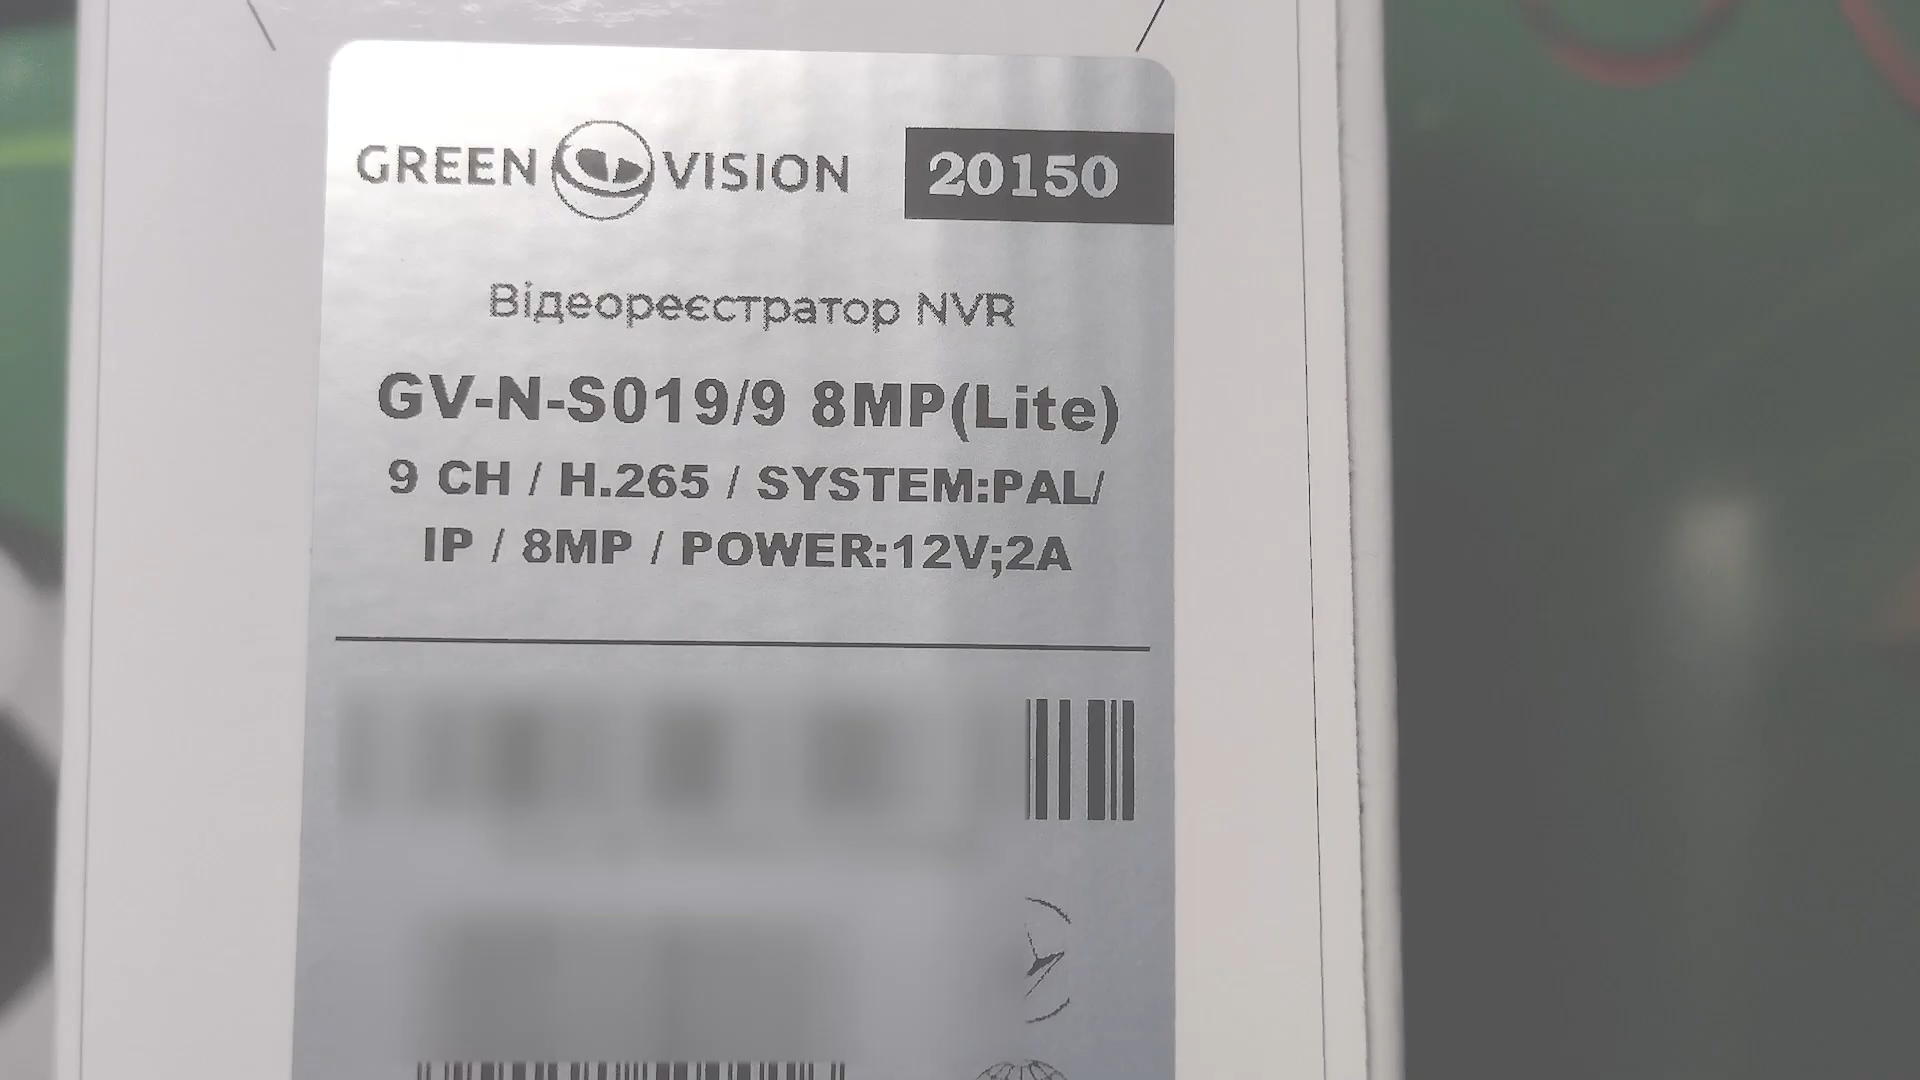 GREEN VISION
20150
Відеореєстратор NVR
GV-N-S019/9 8MP(Lite)
9 CH / H.265 / SYSTEM:PAL/
IP / 8MP / POWER:12V;2A